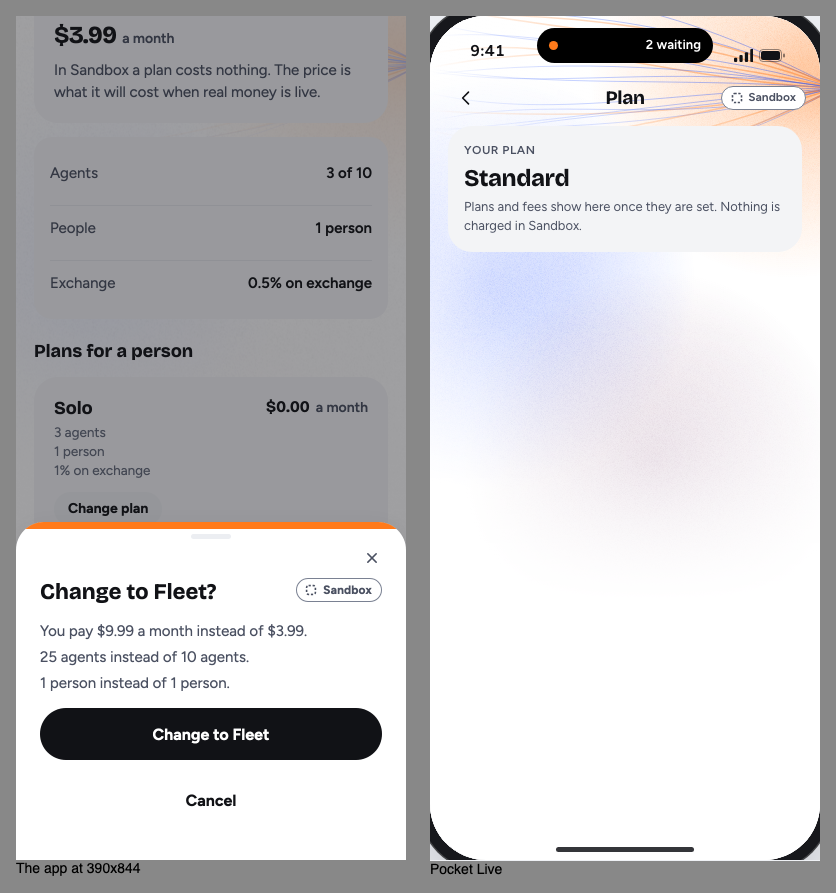 $3.99 a month
In Sandbox a plan costs nothing. The price is
what it will cost when real money is live.
Agents 3 of 10
People 1 person
Exchange 0.5% on exchange
Plans for a person
Solo $0.00 a month
3 agents
1 person
1% on exchange
Change plan
Change to Fleet? Sandbox
You pay $9.99 a month instead of $3.99.
25 agents instead of 10 agents.
1 person instead of 1 person.
Change to Fleet
Cancel
The app at 390x844
9:41 2 waiting
Plan Sandbox
YOUR PLAN
Standard
Plans and fees show here once they are set. Nothing is
charged in Sandbox.
Pocket Live